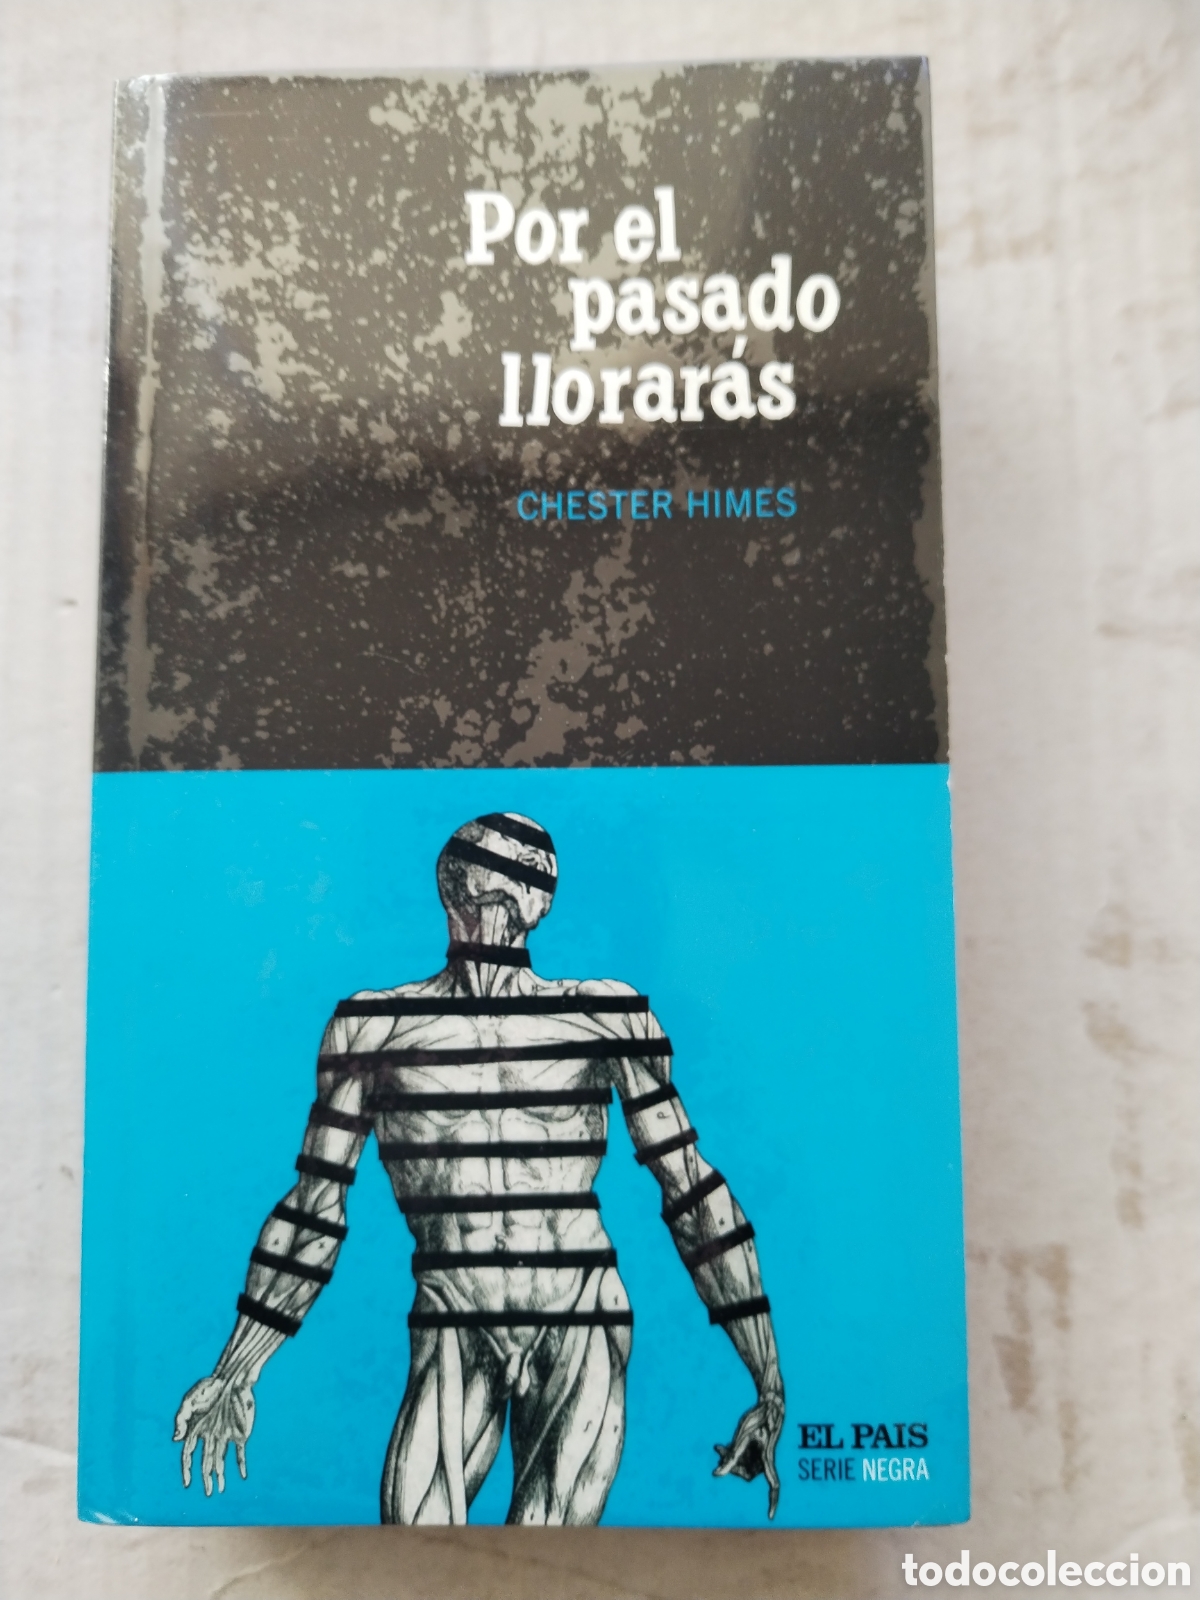 Por el
pasado
llorarás
CHESTER HIMES
EL PAIS
SERIE NEGRA
todocoleccion